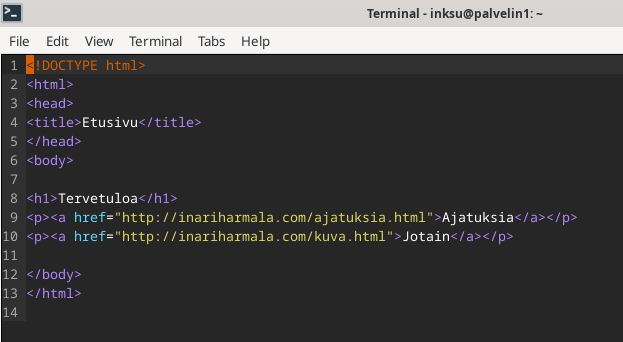 Terminal - inksu@palvelin1: ~
File Edit View Terminal Tabs Help
1 <!DOCTYPE html>
2 <html>
3 <head>
4 <title>Etusivu</title>
5 </head>
6 <body>
7
8 <h1>Tervetuloa</h1>
9 <p><a href="http://inariharmala.com/ajatuksia.html">Ajatuksia</a></p>
10 <p><a href="http://inariharmala.com/kuva.html">Jotain</a></p>
11
12 </body>
13 </html>
14